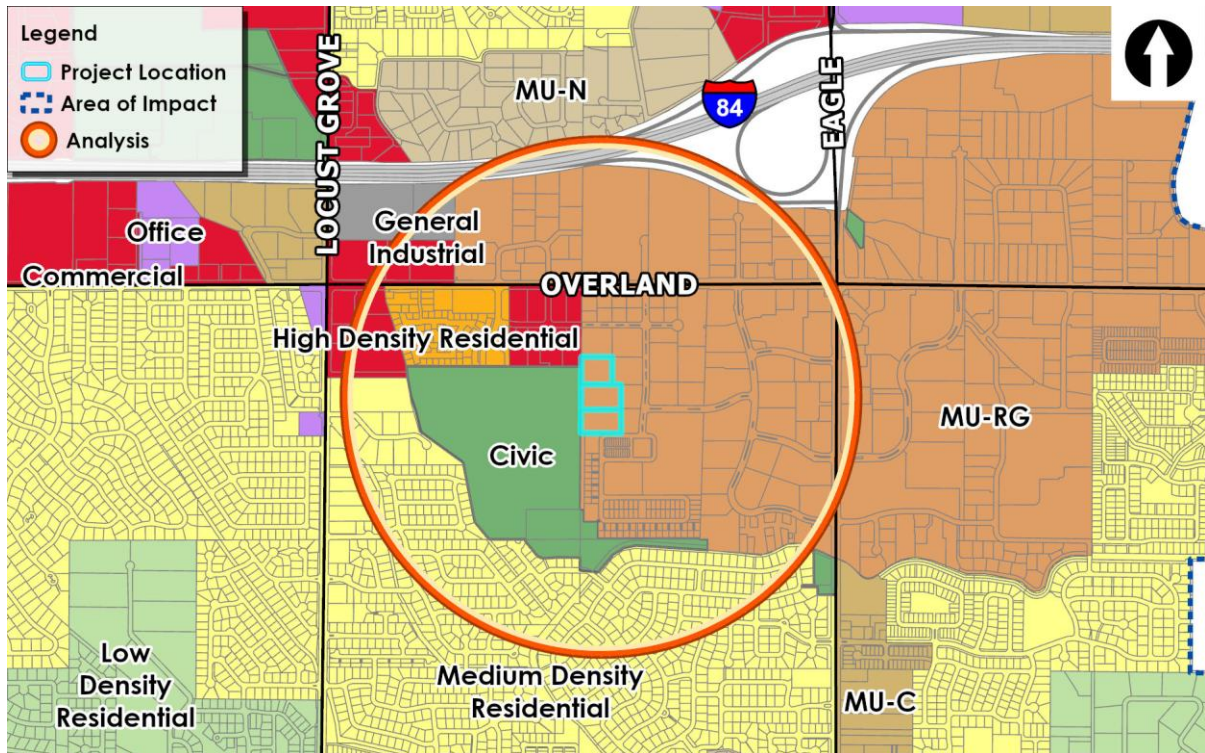 Legend
Project Location
Area of Impact
Analysis
LOCUST GROVE
MU-N
84
EAGLE
Office
General
Industrial
Commercial
OVERLAND
High Density Residential
Civic
MU-RG
Low
Density
Residential
Medium Density
Residential
MU-C